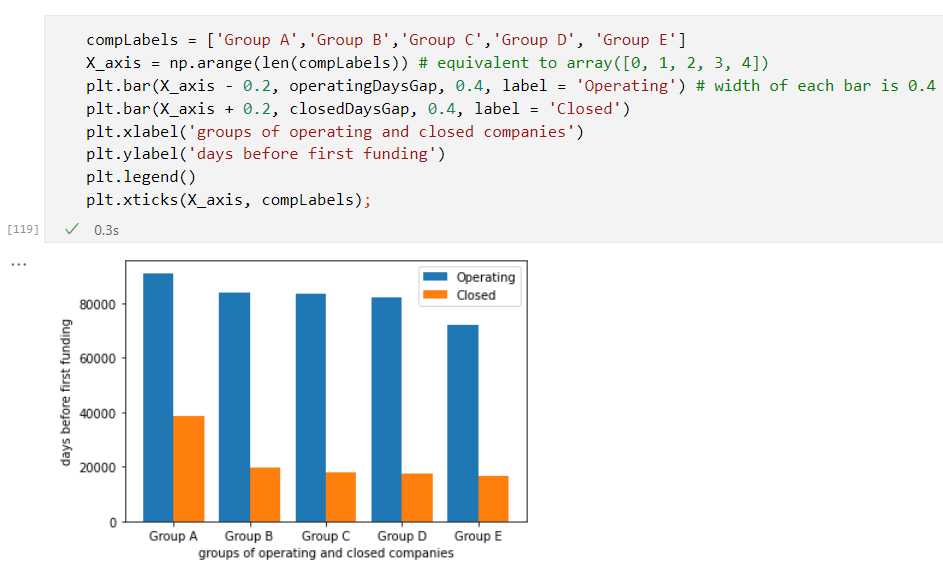 compLabels = ['Group A','Group B','Group C','Group D', 'Group E']
X_axis = np.arange(len(compLabels)) # equivalent to array([0, 1, 2, 3, 4])
plt.bar(X_axis - 0.2, operatingDaysGap, 0.4, label = 'Operating') # width of each bar is 0.4
plt.bar(X_axis + 0.2, closedDaysGap, 0.4, label = 'Closed')
plt.xlabel('groups of operating and closed companies')
plt.ylabel('days before first funding')
plt.legend()
plt.xticks(X_axis, compLabels);
[119] ✓ 0.3s
...
Operating
Closed
80000
60000
40000
20000
0
days before first funding
Group A Group B Group C Group D Group E
groups of operating and closed companies